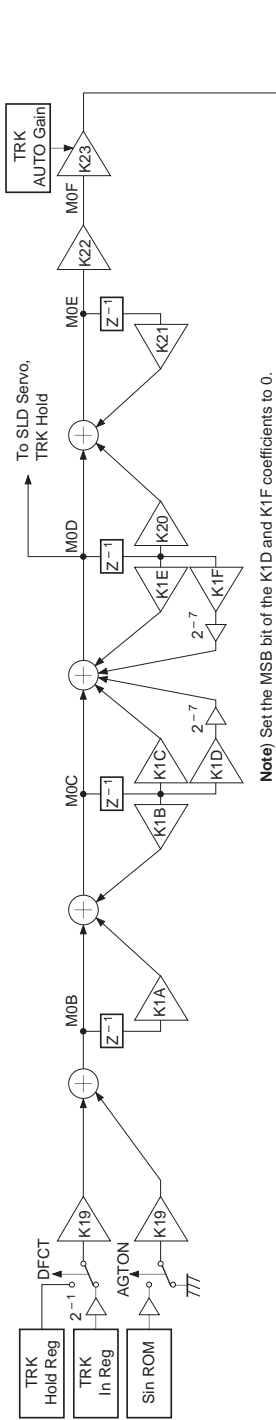 TRK
Hold Reg
TRK
In Reg
Sin ROM
DFCT
2⁻¹
AGTON
K19
K19
M0B
Z⁻¹
K1A
K1B
M0C
Z⁻¹
K1C
K1D
2⁻⁷
2⁻⁷
K1E
K1F
M0D
Z⁻¹
To SLD Servo,
TRK Hold
K20
M0E
Z⁻¹
K21
K22
M0F
K23
TRK
AUTO Gain
Note) Set the MSB bit of the K1D and K1F coefficients to 0.